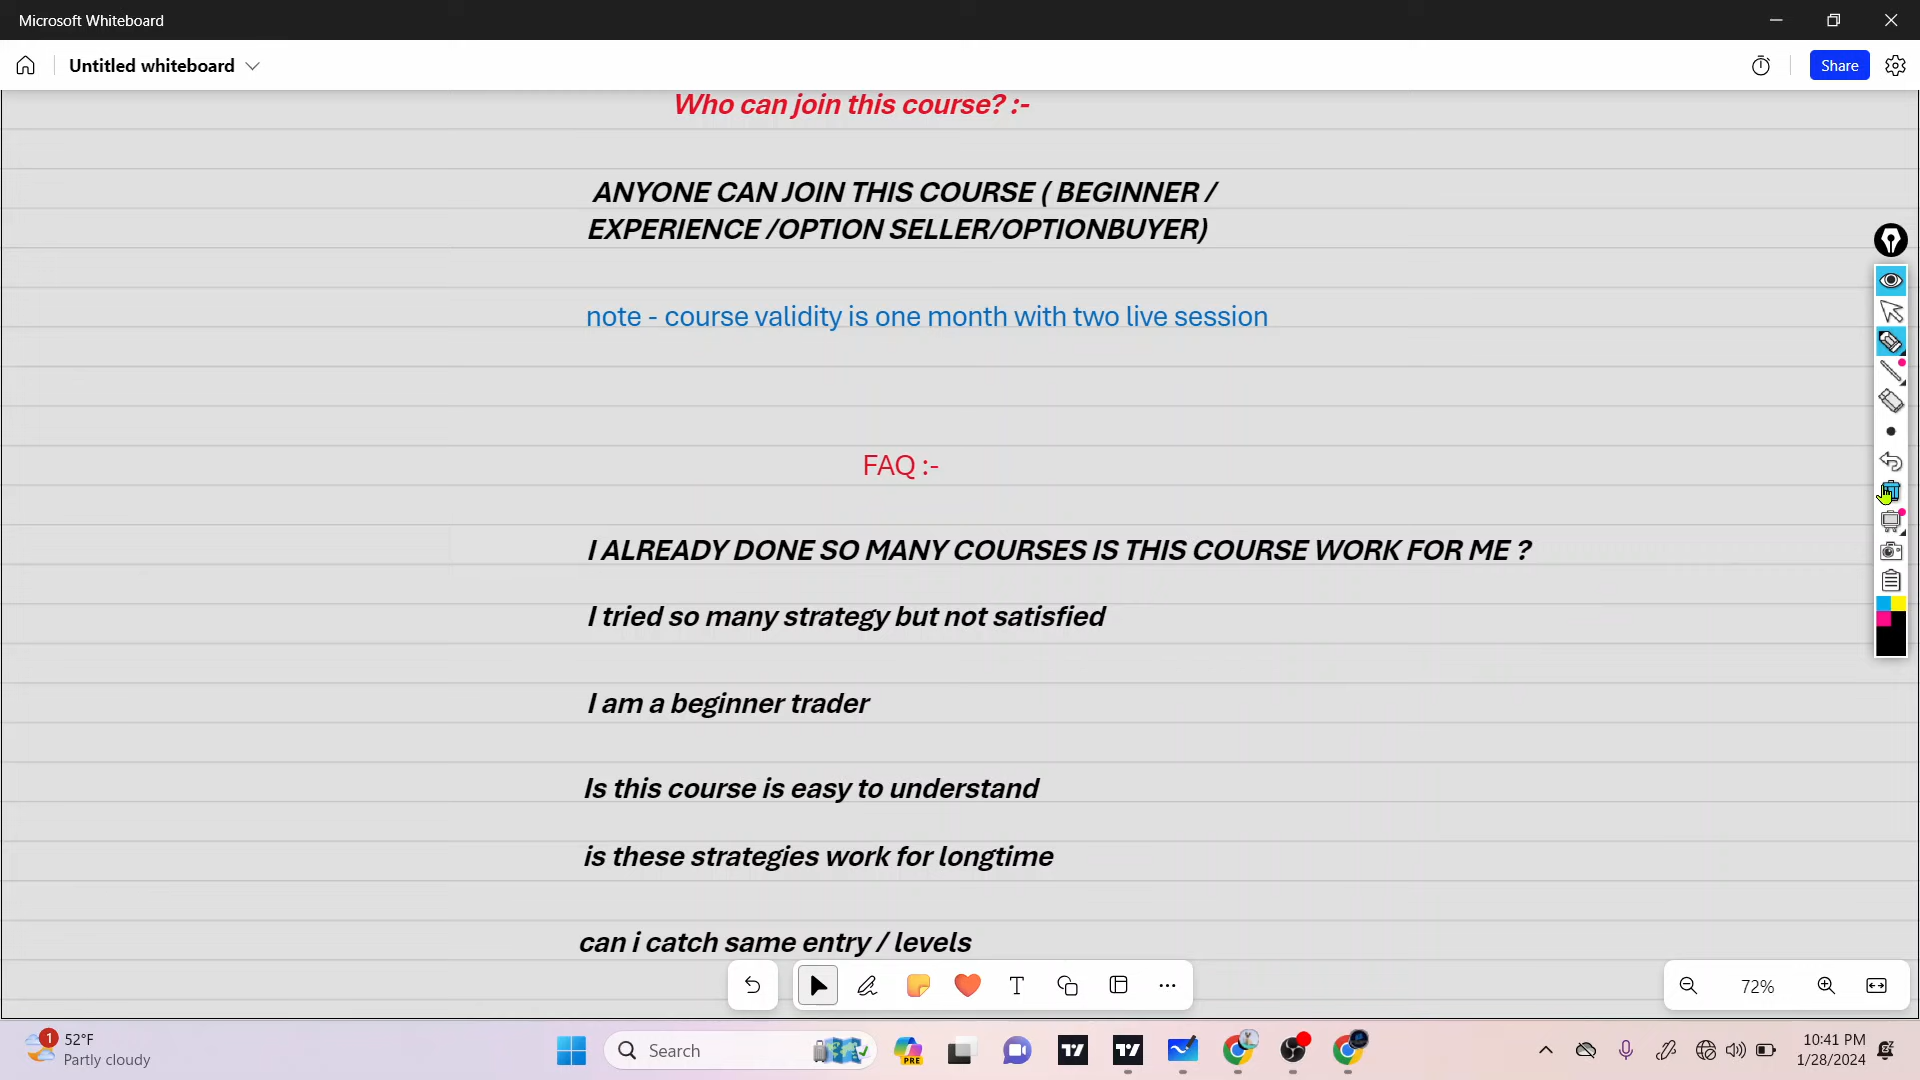 Microsoft Whiteboard
Untitled whiteboard
Share
Who can join this course? :-
ANYONE CAN JOIN THIS COURSE ( BEGINNER /
EXPERIENCE /OPTION SELLER/OPTIONBUYER)
note - course validity is one month with two live session
FAQ :-
I ALREADY DONE SO MANY COURSES IS THIS COURSE WORK FOR ME ?
I tried so many strategy but not satisfied
I am a beginner trader
Is this course is easy to understand
is these strategies work for longtime
can i catch same entry / levels
72%
1
52°F
Partly cloudy
Search
PRE
10:41 PM
1/28/2024